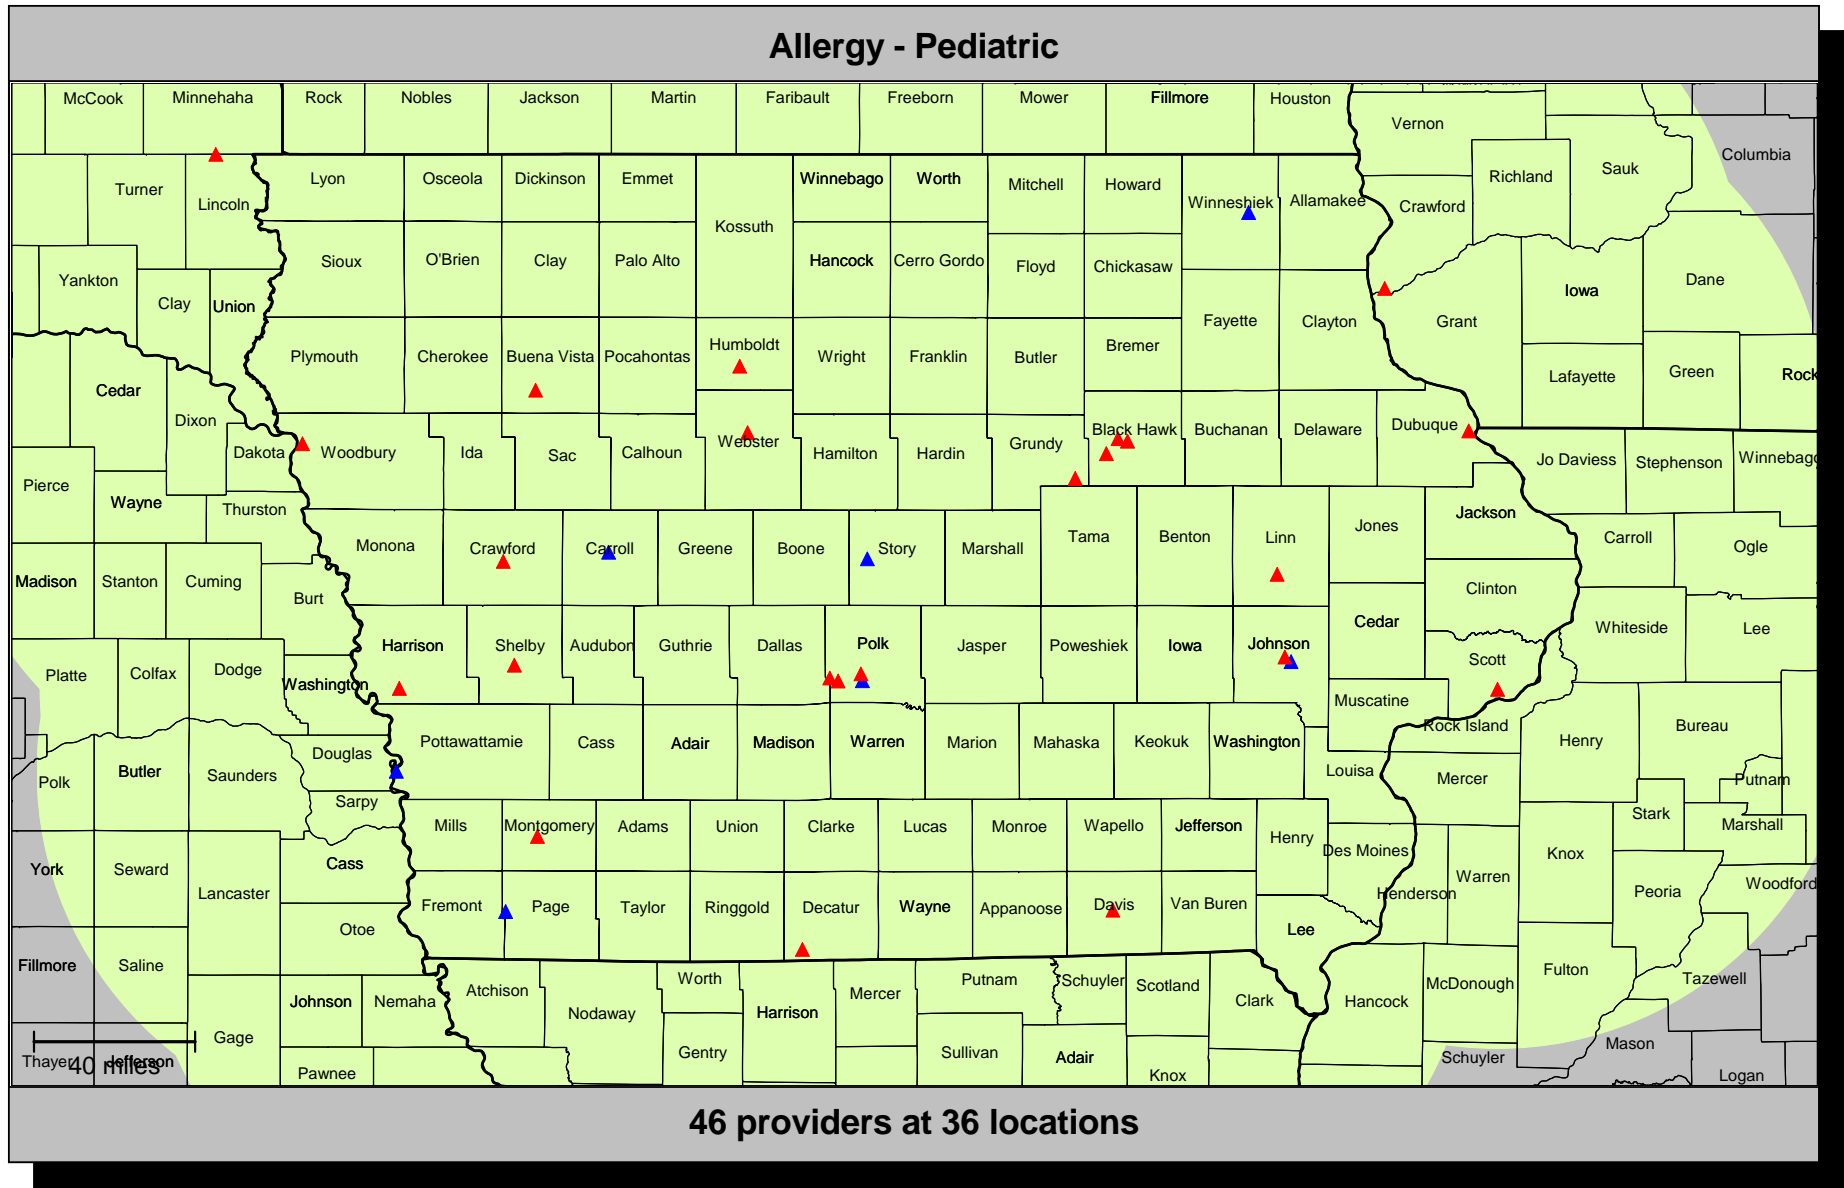 Allergy - Pediatric
McCook Minnehaha Rock Nobles Jackson Martin Faribault Freeborn Mower Fillmore Houston
Vernon
Columbia
Sauk
Richland
Turner Lyon Osceola Dickinson Emmet Winnebago Worth Mitchell Howard
Lincoln Kossuth Winneshiek Allamakee Crawford
Yankton Sioux O'Brien Clay Palo Alto Hancock Cerro Gordo Floyd Chickasaw Dane
Clay Union Iowa
Fayette Clayton Grant
Plymouth Cherokee Buena Vista Pocahontas Humboldt Wright Franklin Butler Bremer
Cedar Lafayette Green Rock
Dixon Dubuque
Dakota Woodbury Ida Sac Calhoun Webster Hamilton Hardin Grundy Black Hawk Buchanan Delaware
Jo Daviess Stephenson Winnebago
Pierce
Wayne Thurston Jackson
Monona Crawford Carroll Greene Boone Story Marshall Tama Benton Linn Jones Carroll Ogle
Madison Stanton Cuming Clinton
Burt Cedar Whiteside Lee
Harrison Shelby Audubon Guthrie Dallas Polk Jasper Poweshiek Iowa Johnson Scott
Platte Colfax Dodge
Washington Muscatine
Rock Island Bureau
Pottawattamie Cass Adair Madison Warren Marion Mahaska Keokuk Washington Henry
Douglas
Polk Butler Saunders Louisa Mercer Putnam
Sarpy
Mills Montgomery Adams Union Clarke Lucas Monroe Wapello Jefferson Henry Stark Marshall
Des Moines Knox
Cass
York Seward Warren Woodford
Lancaster Henderson Peoria
Fremont Page Taylor Ringgold Decatur Wayne Appanoose Davis Van Buren
Otoe Lee
Fillmore Saline Fulton
Worth Putnam Schuyler Scotland McDonough Tazewell
Johnson Nemaha Atchison Mercer Clark Hancock
Nodaway Harrison
Gage Mason
Gentry Sullivan Adair Schuyler
Thayer Jefferson
40 miles
Pawnee Knox Logan
46 providers at 36 locations